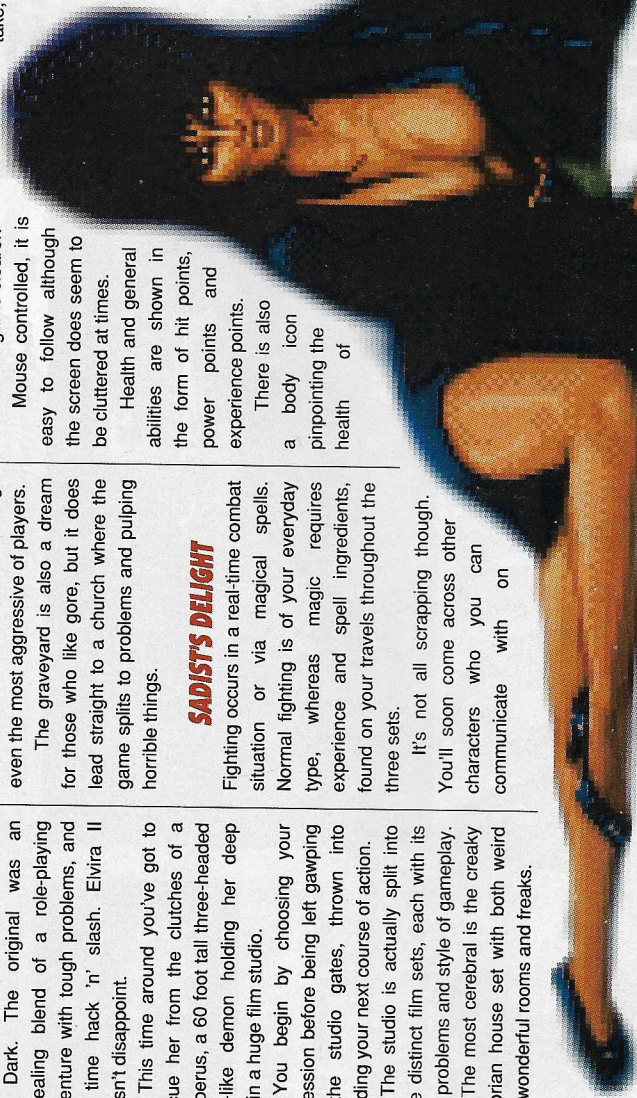 Dark. The original was an
ealing blend of a role-playing
enture with tough problems, and
time hack 'n' slash. Elvira II
sn't disappoint.
This time around you've got to
cue her from the clutches of a
berus, a 60 foot tall three-headed
-like demon holding her deep
in a huge film studio.
You begin by choosing your
ession before being left gawping
he studio gates, thrown into
ding your next course of action.
The studio is actually split into
e distinct film sets, each with its
problems and style of gameplay.
The most cerebral is the creaky
orian house set with both weird
wonderful rooms and freaks.
even the most aggressive of players.
The graveyard is also a dream
for those who like gore, but it does
lead straight to a church where the
game splits to problems and pulping
horrible things.
SADIST'S DELIGHT
Fighting occurs in a real-time combat
situation or via magical spells.
Normal fighting is of your everyday
type, whereas magic requires
experience and spell ingredients,
found on your travels throughout the
three sets.
It's not all scrapping though.
You'll soon come across other
characters who you can
communicate with on
Mouse controlled, it is
easy to follow although
the screen does seem to
be cluttered at times.
Health and general
abilities are shown in
the form of hit points,
power points and
experience points.
There is also
a body icon
pinpointing the
health of
take,